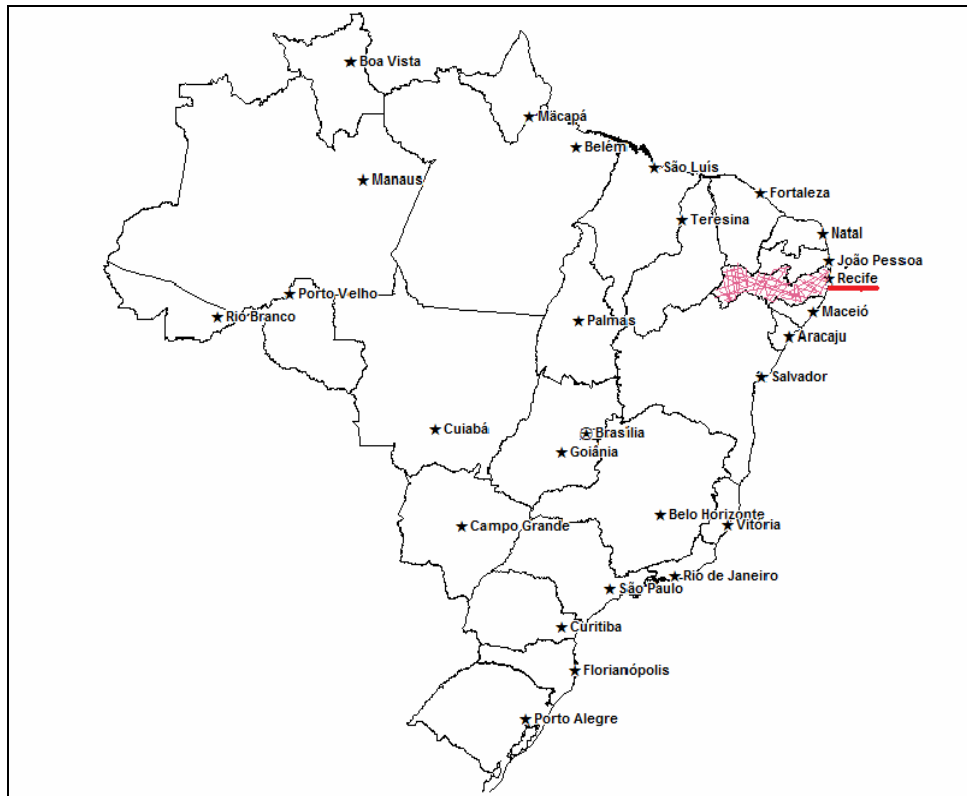 Boa Vista
Mäcapá
Belém
São Luís
Manaus
Fortaleza
Teresina
Natal
João Pessoa
Recife
Porto Velho
Maceió
Rio Branco
Palmas
Aracaju
Salvador
Cuiabá
Brasília
Goiânia
Belo Horizonte
Vitória
Campo Grande
Rio de Janeiro
São Paulo
Curitiba
Florianópolis
Porto Alegre